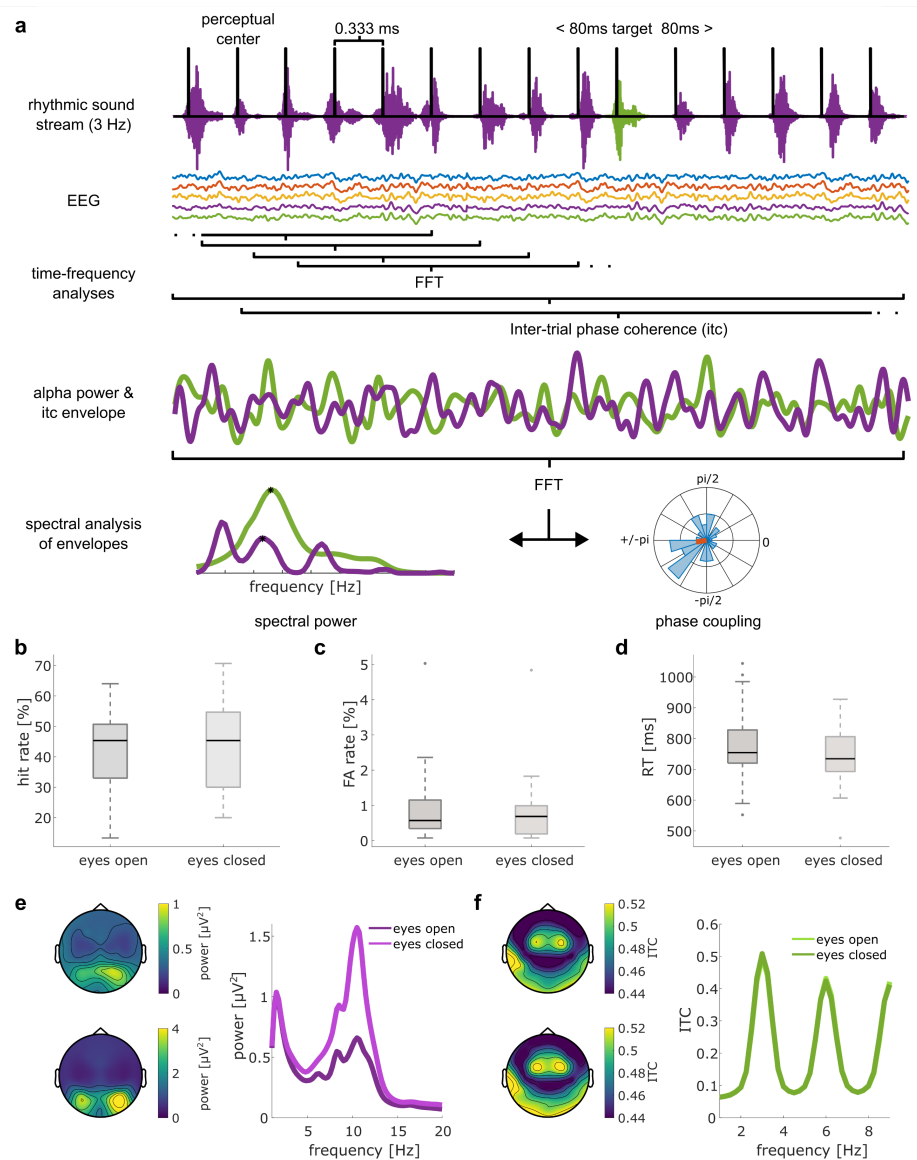 a
perceptual
center
0.333 ms
< 80ms target 80ms >
rhythmic sound
stream (3 Hz)
EEG
time-frequency
analyses
FFT
Inter-trial phase coherence (itc)
alpha power &
itc envelope
FFT
spectral analysis
of envelopes
frequency [Hz]
spectral power
pi/2
+/-pi
0
-pi/2
phase coupling
b
hit rate [%]
70
60
50
40
30
20
eyes open
eyes closed
c
FA rate [%]
5
4
3
2
1
0
eyes open
eyes closed
d
RT [ms]
1000
900
800
700
600
500
eyes open
eyes closed
e
1
0.5
0
power [µV²]
4
2
0
power [µV²]
power [µV²]
1.5
1
0.5
0
5
10
15
20
frequency [Hz]
eyes open
eyes closed
f
0.52
0.5
0.48
0.46
0.44
ITC
0.52
0.5
0.48
0.46
0.44
ITC
ITC
0.6
0.5
0.4
0.3
0.2
0.1
0
2
4
6
8
frequency [Hz]
eyes open
eyes closed